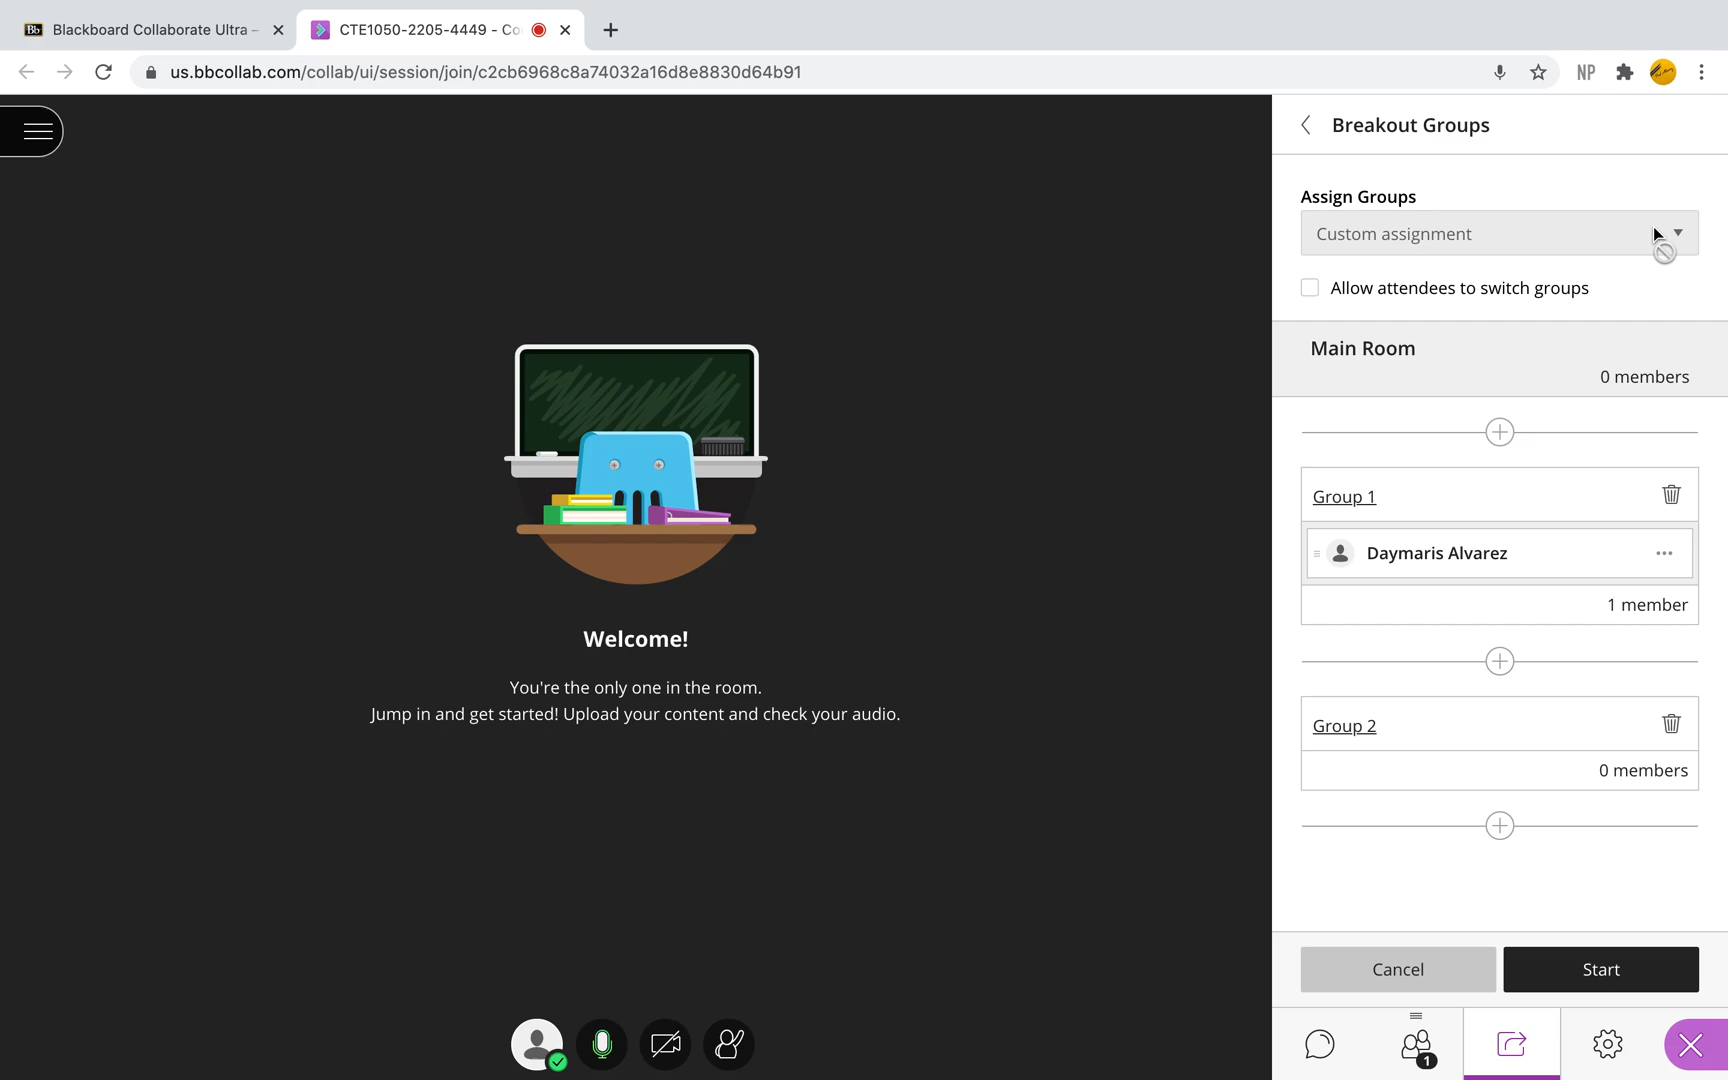 Bb Blackboard Collaborate Ultra –
CTE1050-2205-4449 - Co
us.bbcollab.com/collab/ui/session/join/c2cb6968c8a74032a16d8e8830d64b91
NP
Breakout Groups
Assign Groups
Custom assignment
Allow attendees to switch groups
Main Room
0 members
Group 1
Daymaris Alvarez
1 member
Group 2
0 members
Welcome!
You're the only one in the room.
Jump in and get started! Upload your content and check your audio.
Cancel
Start
1